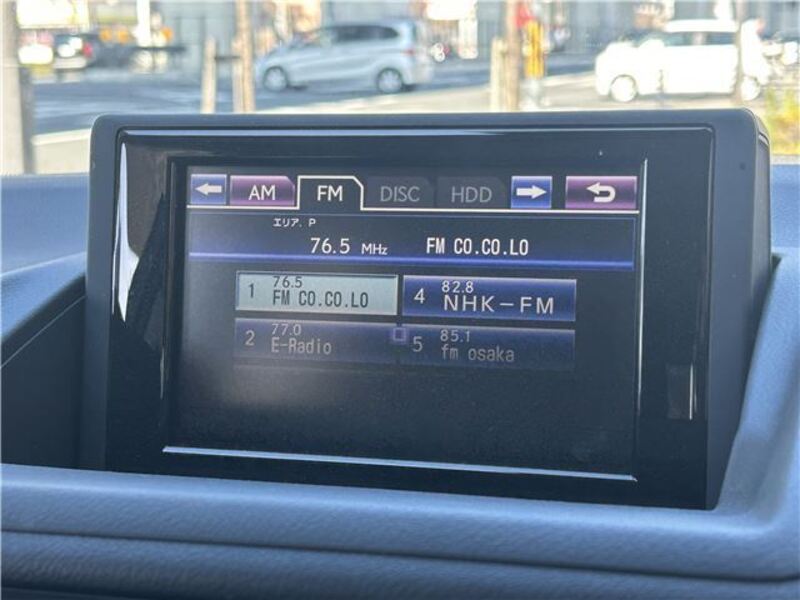 AM FM DISC HDD
エリア. P
76.5 MHz FM CO.CO.LO
1 76.5 FM CO.CO.LO
4 82.8 NHK-FM
2 77.0 E-Radio
5 85.1 fm osaka